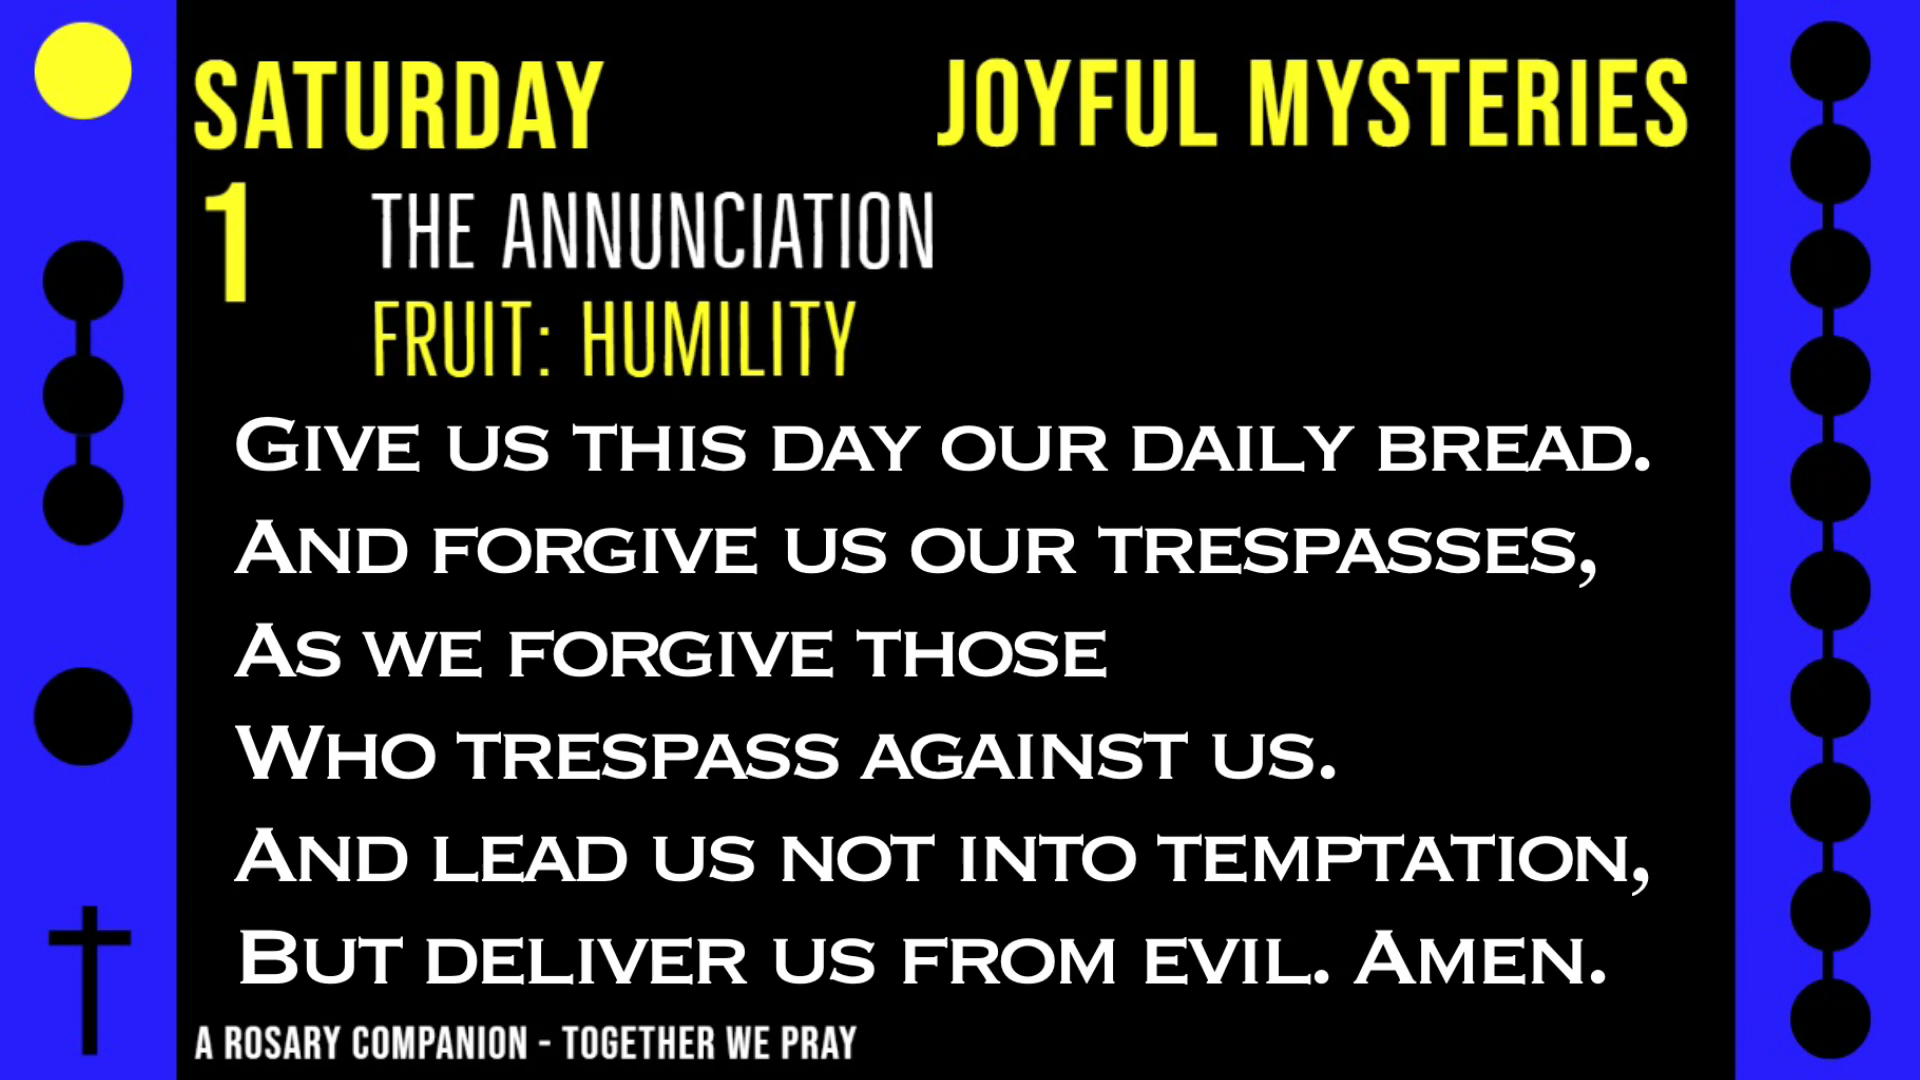 SATURDAY JOYFUL MYSTERIES
1 THE ANNUNCIATION
FRUIT: HUMILITY
GIVE US THIS DAY OUR DAILY BREAD.
AND FORGIVE US OUR TRESPASSES,
AS WE FORGIVE THOSE
WHO TRESPASS AGAINST US.
AND LEAD US NOT INTO TEMPTATION,
BUT DELIVER US FROM EVIL. AMEN.
A ROSARY COMPANION - TOGETHER WE PRAY